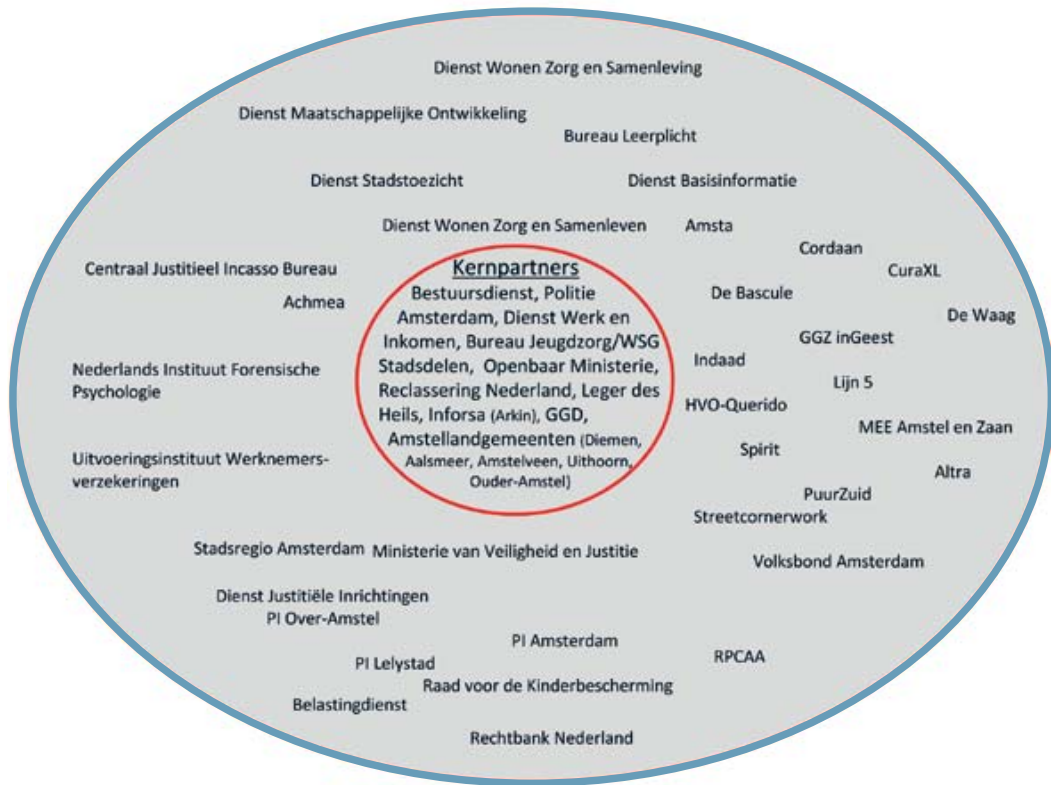 Dienst Wonen Zorg en Samenleving
Dienst Maatschappelijke Ontwikkeling
Bureau Leerplicht
Dienst Stadstoezicht
Dienst Basisinformatie
Dienst Wonen Zorg en Samenleven
Amsta
Cordaan
Centraal Justitieel Incasso Bureau
CuraXL
Achmea
De Bascule
De Waag
GGZ inGeest
Nederlands Instituut Forensische
Psychologie
Indaad
Lijn 5
HVO-Querido
MEE Amstel en Zaan
Spirit
Uitvoeringsinstituut Werknemers-
verzekeringen
Altra
PuurZuid
Streetcornerwork
Kernpartners
Bestuursdienst, Politie
Amsterdam, Dienst Werk en
Inkomen, Bureau Jeugdzorg/WSG
Stadsdelen, Openbaar Ministerie,
Reclassering Nederland, Leger des
Heils, Inforsa (Arkin), GGD,
Amstellandgemeenten (Diemen,
Aalsmeer, Amstelveen, Uithoorn,
Ouder-Amstel)
Stadsregio Amsterdam
Ministerie van Veiligheid en Justitie
Volksbond Amsterdam
Dienst Justitiële Inrichtingen
PI Over-Amstel
PI Amsterdam
RPCAA
PI Lelystad
Raad voor de Kinderbescherming
Belastingdienst
Rechtbank Nederland